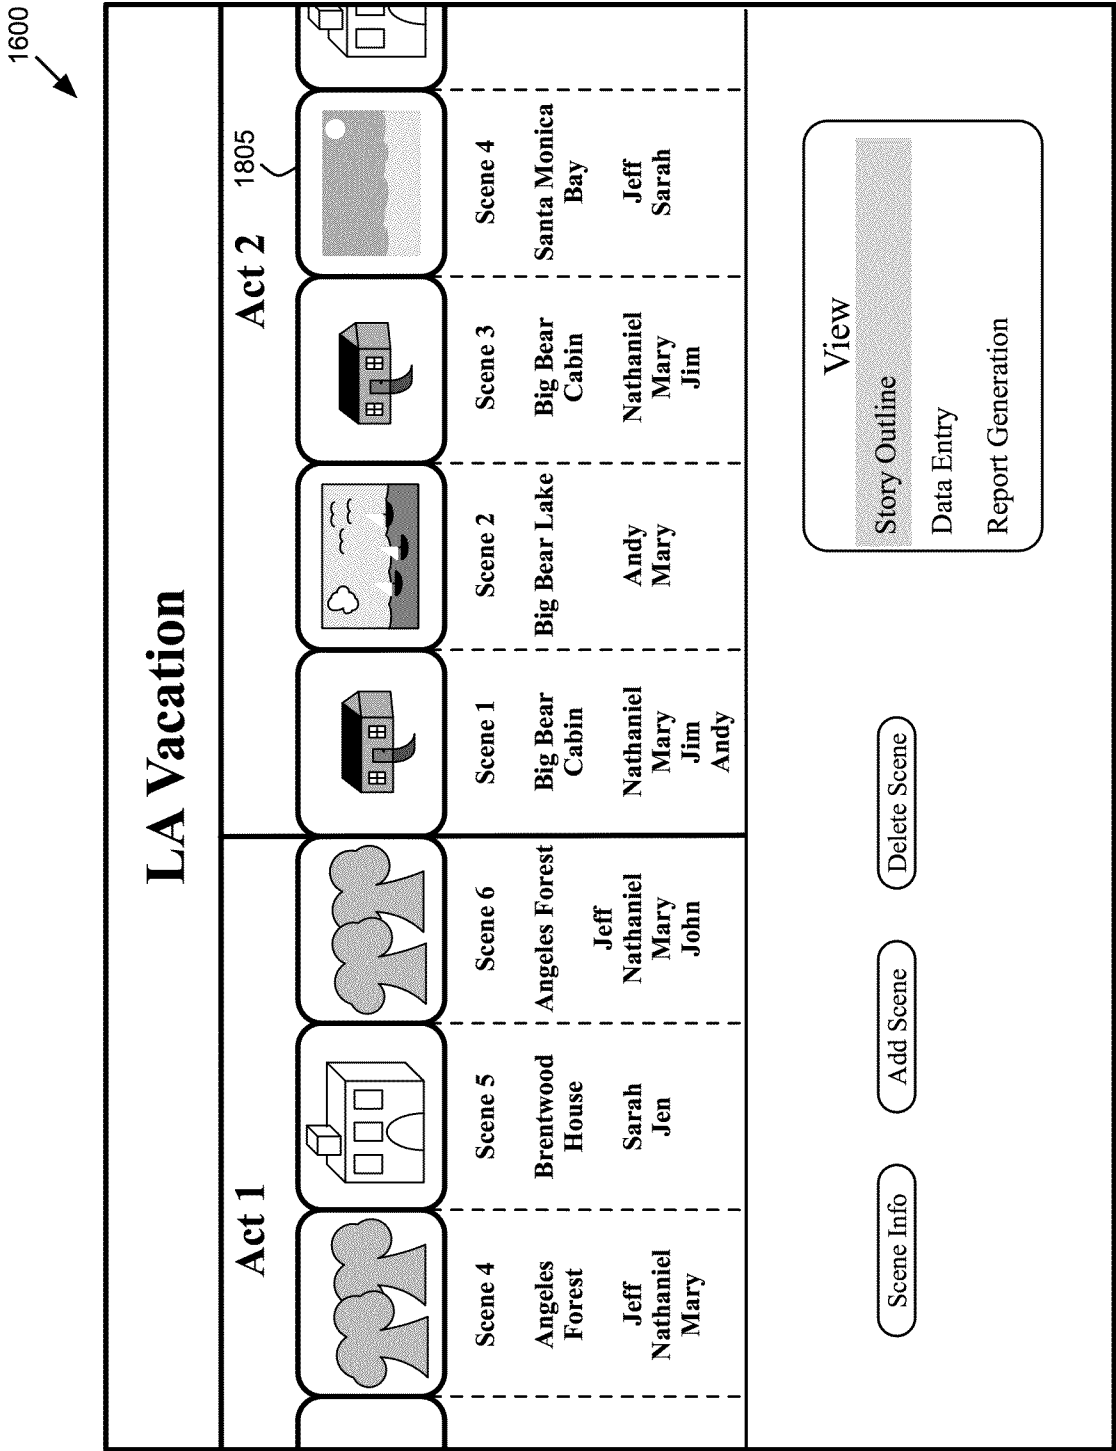 1600
LA Vacation
Act 1
Act 2
1805
Scene 4
Angeles
Forest
Jeff
Nathaniel
Mary
Scene 5
Brentwood
House
Sarah
Jen
Scene 6
Angeles Forest
Jeff
Nathaniel
Mary
John
Scene 1
Big Bear
Cabin
Nathaniel
Mary
Jim
Andy
Scene 2
Big Bear Lake
Andy
Mary
Scene 3
Big Bear
Cabin
Nathaniel
Mary
Jim
Scene 4
Santa Monica
Bay
Jeff
Sarah
Scene Info
Add Scene
Delete Scene
View
Story Outline
Data Entry
Report Generation